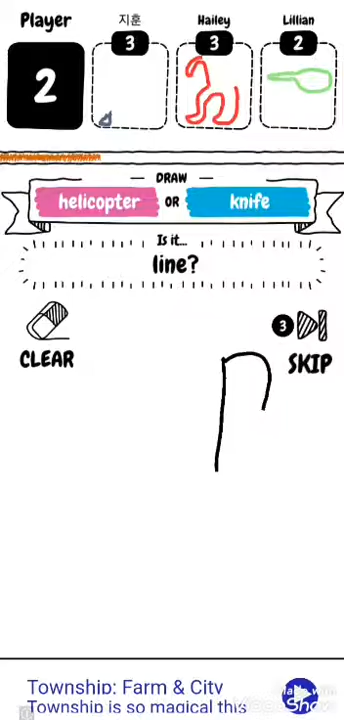 Player
지훈
Hailey
Lillian
3
3
2
2
DRAW
helicopter OR knife
Is it...
line?
3
CLEAR
SKIP
Township: Farm & City
Township is so magical this